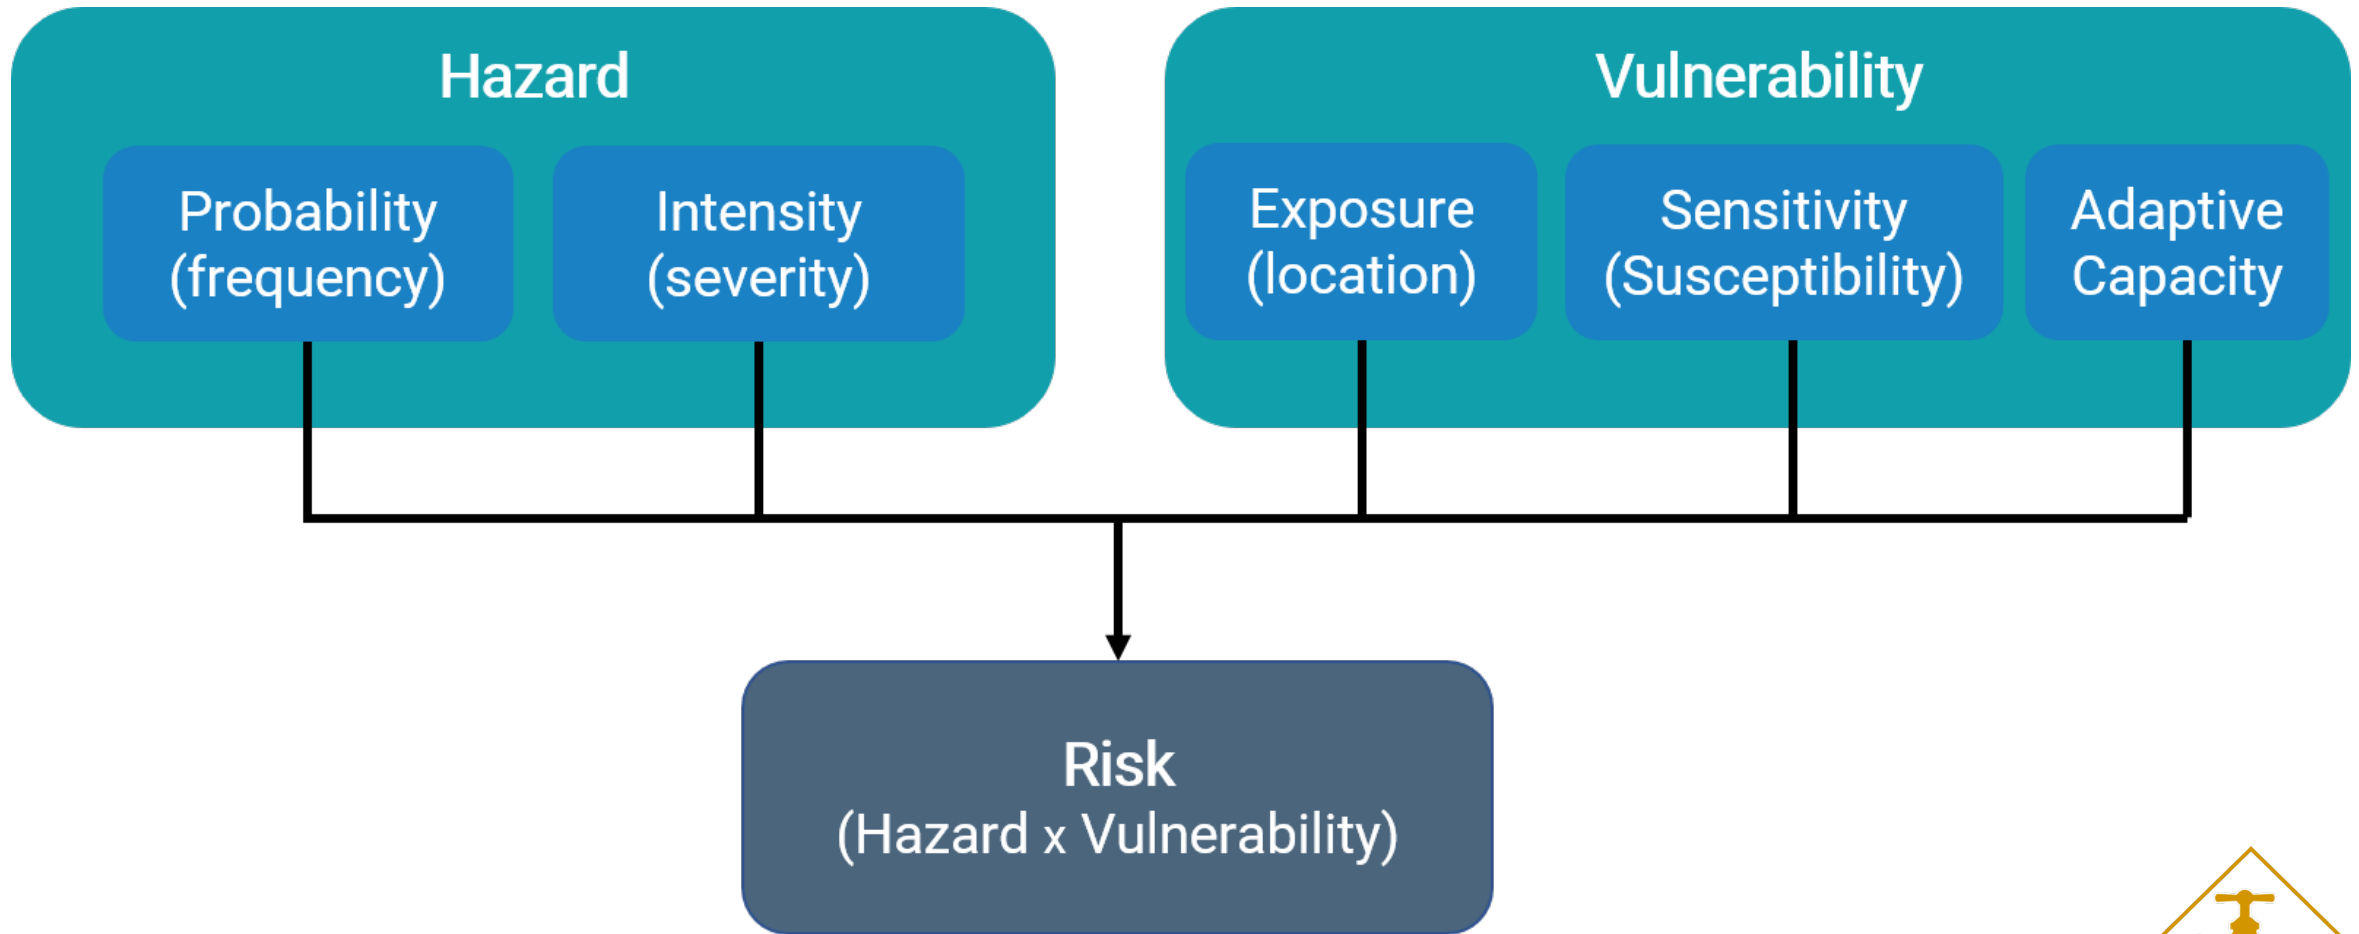 Hazard
Probability
(frequency)
Intensity
(severity)
Vulnerability
Exposure
(location)
Sensitivity
(Susceptibility)
Adaptive
Capacity
Risk
(Hazard x Vulnerability)